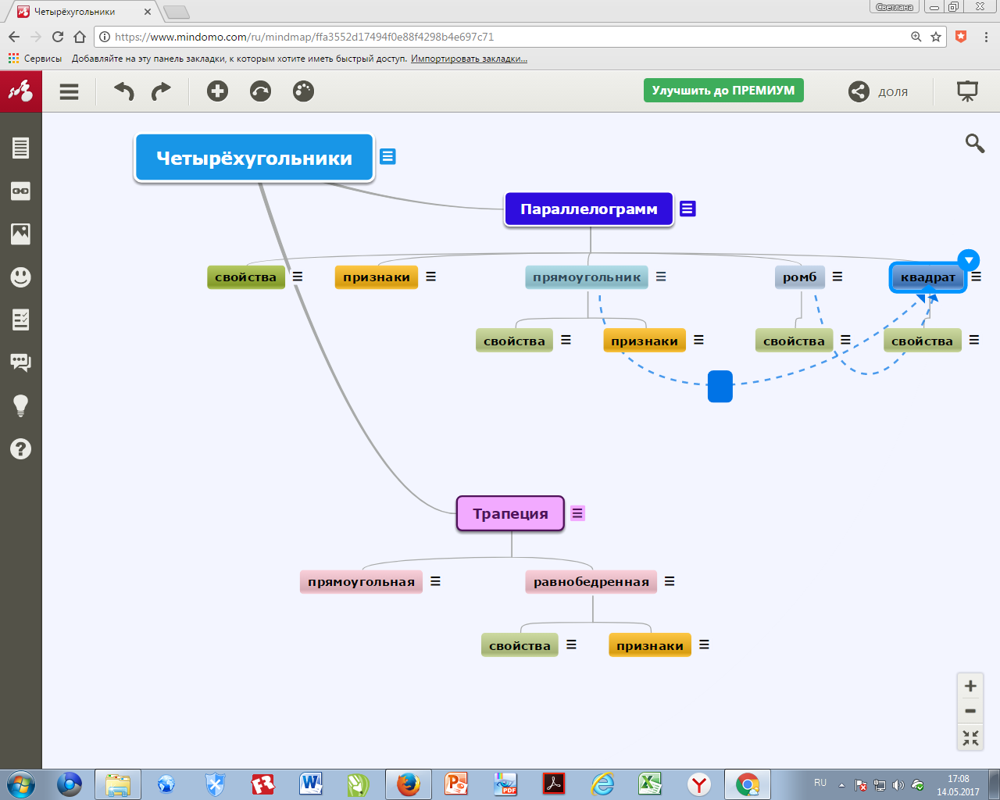 Четырёхугольники
Светлана
https://www.mindomo.com/ru/mindmap/ffa3552d17494f0e88f4298b4e697c71
Сервисы Добавляйте на эту панель закладки, к которым хотите иметь быстрый доступ. Импортировать закладки...
Улучшить до ПРЕМИУМ
ДОЛЯ
Четырёхугольники
Параллелограмм
свойства признаки прямоугольник ромб квадрат
свойства признаки свойства свойства
Трапеция
прямоугольная равнобедренная
свойства признаки
RU
17:08
14.05.2017